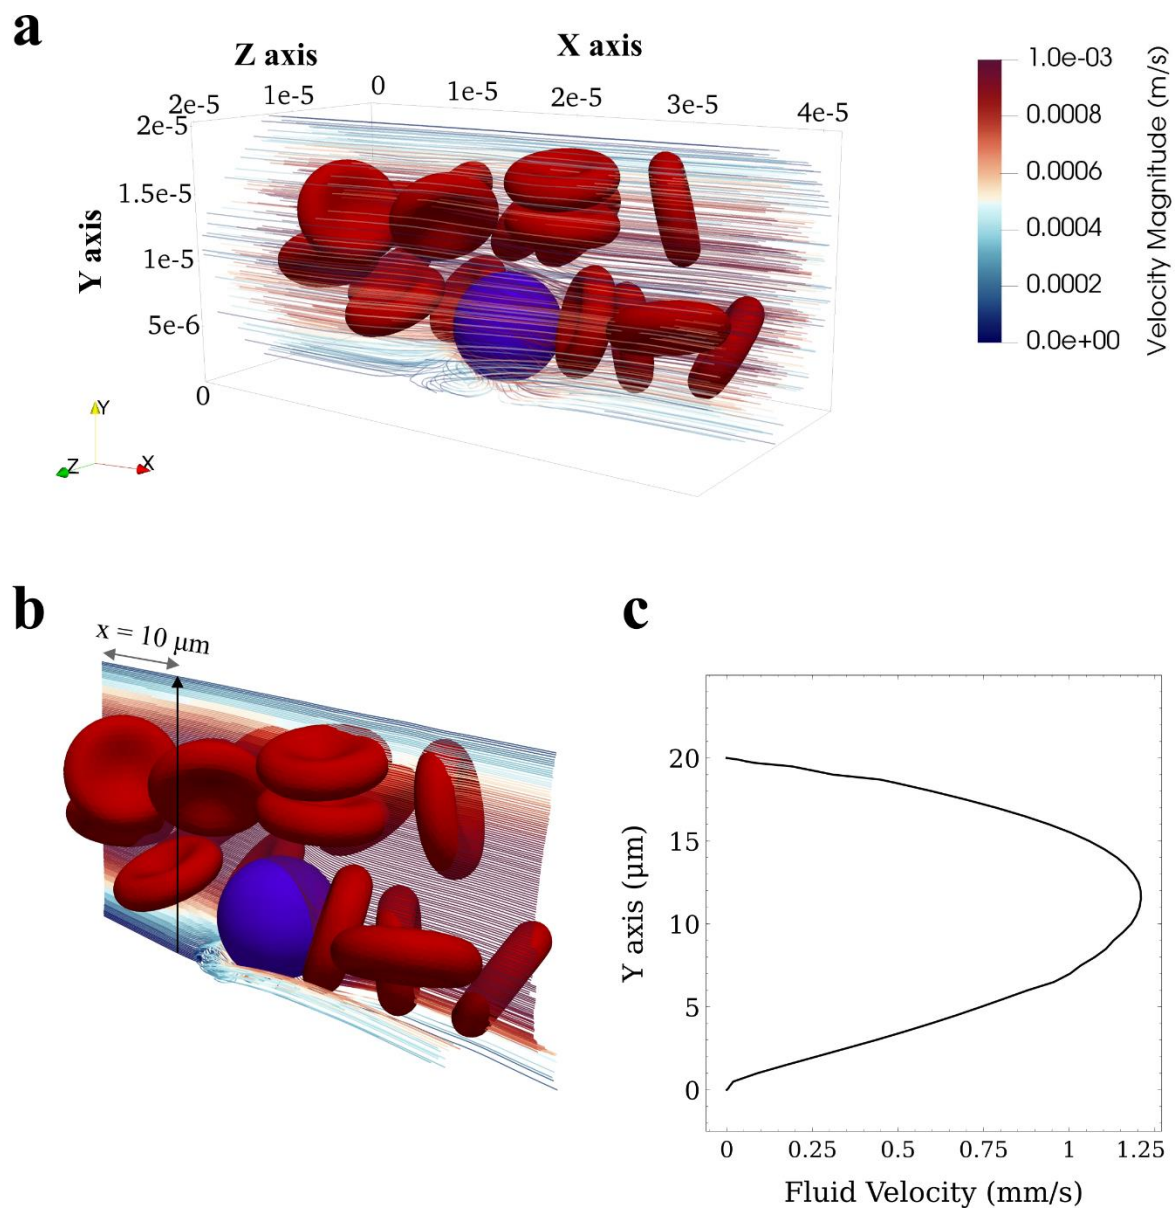 a
Z axis
X axis
2e-5 1e-5 0 1e-5 2e-5 3e-5 4e-5
2e-5
1.5e-5
1e-5
5e-6
0
Y axis
Y
Z
X
1.0e-03
0.0008
0.0006
0.0004
0.0002
0.0e+00
Velocity Magnitude (m/s)
b
x = 10 μm
c
20
15
10
5
0
Y axis (μm)
0 0.25 0.5 0.75 1 1.25
Fluid Velocity (mm/s)